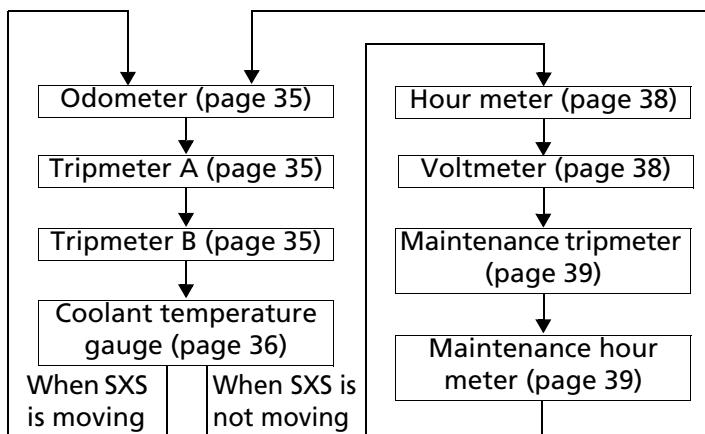 Odometer (page 35)
Tripmeter A (page 35)
Tripmeter B (page 35)
Coolant temperature
gauge (page 36)
When SXS
is moving
When SXS is
not moving
Hour meter (page 38)
Voltmeter (page 38)
Maintenance tripmeter
(page 39)
Maintenance hour
meter (page 39)